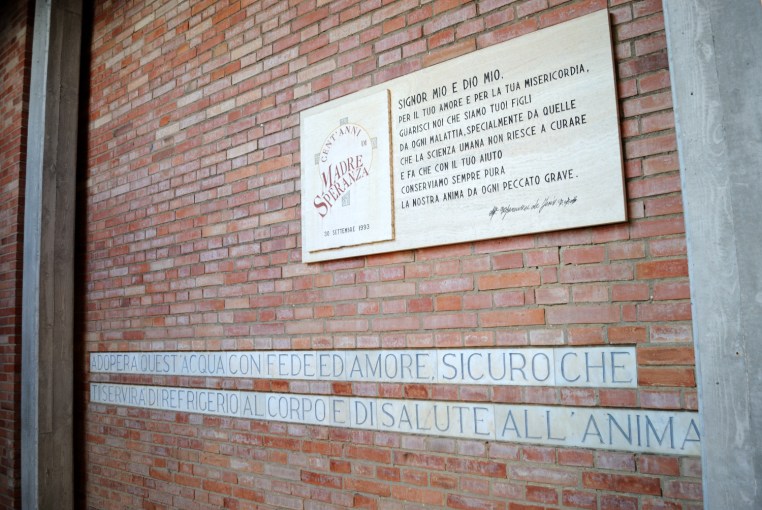 CENT'ANNI
DI
MADRE
SPERANZA
30 SETTEMBRE 1993
SIGNOR MIO E DIO MIO.
PER IL TUO AMORE E PER LA TUA MISERICORDIA,
GUARISCI NOI CHE SIAMO TUOI FIGLI
DA OGNI MALATTIA, SPECIALMENTE DA QUELLE
CHE LA SCIENZA UMANA NON RIESCE A CURARE
E FA CHE CON IL TUO AIUTO
CONSERVIAMO SEMPRE PURA
LA NOSTRA ANIMA DA OGNI PECCATO GRAVE.
ADOPERA QUEST'ACQUA CON FEDE ED AMORE, SICURO CHE
TI SERVIRÀ DI REFRIGERIO AL CORPO E DI SALUTE ALL'ANIMA